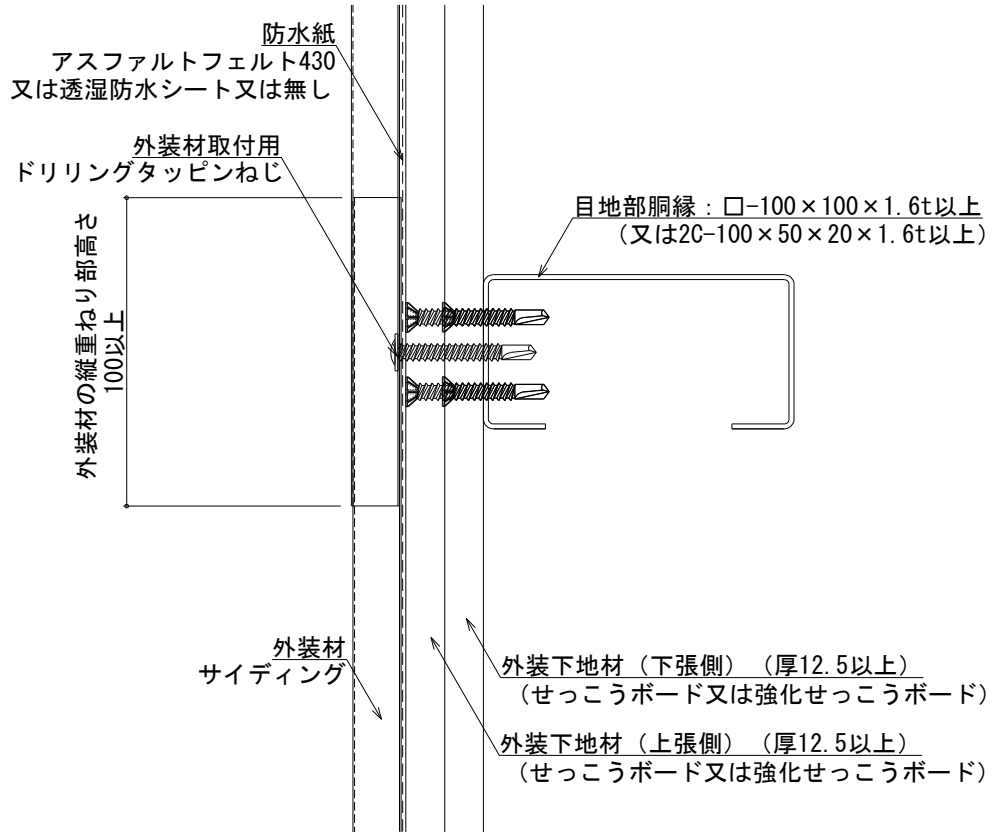 防水紙
アスファルトフェルト430
又は透湿防水シート又は無し
外装材取付用
ドリリングタッピンねじ
外装材の縦重ねり部高さ
100以上
目地部胴縁：□-100×100×1.6t以上
（又は2C-100×50×20×1.6t以上）
外装材
サイディング
外装下地材（下張側）（厚12.5以上）
（せっこうボード又は強化せっこうボード）
外装下地材（上張側）（厚12.5以上）
（せっこうボード又は強化せっこうボード）